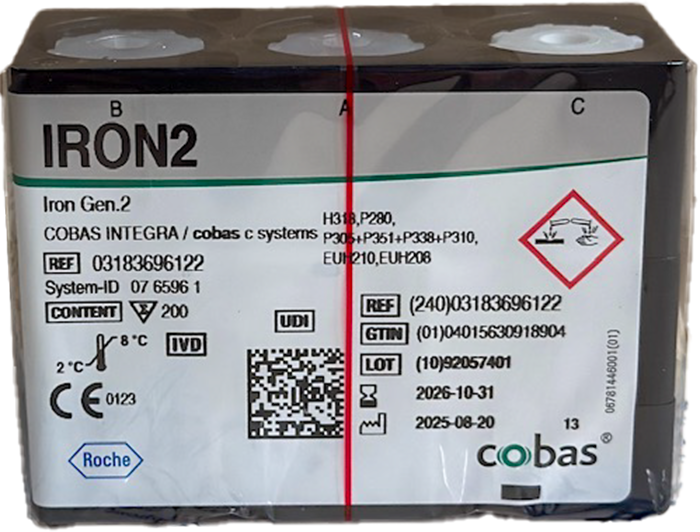 B A C
IRON2
Iron Gen.2
COBAS INTEGRA / cobas c systems
H318,P280,
P305+P351+P338+P310,
EUH210,EUH208
REF 03183696122
System-ID 07 6596 1
CONTENT Σ 200
8 °C
2 °C
IVD
CE 0123
Roche
UDI
REF (240)03183696122
GTIN (01)04015630918904
LOT (10)92057401
2026-10-31
2025-08-20
13
cobas®
06781446001(01)